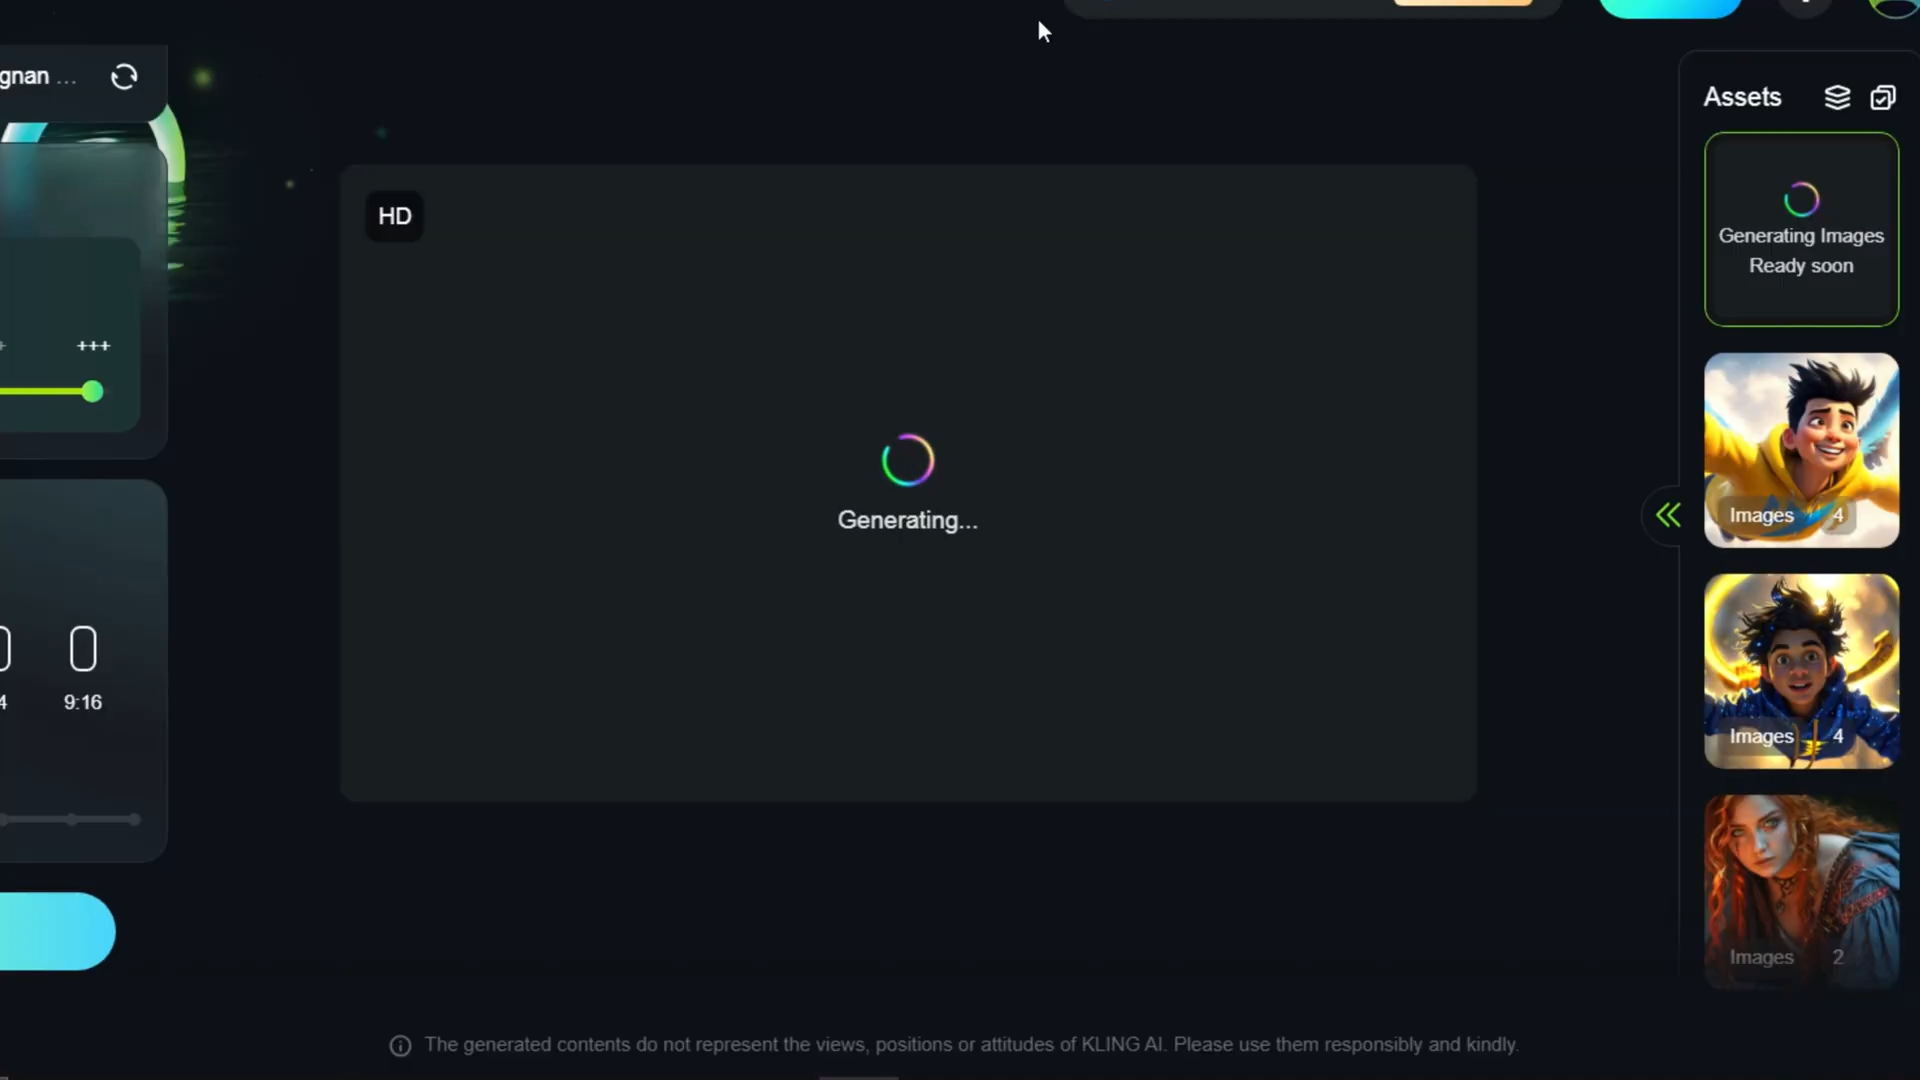 gnan ...
+++
9:16
HD
Generating...
Assets
Generating Images
Ready soon
Images 4
Images 4
Images 2
The generated contents do not represent the views, positions or attitudes of KLING AI. Please use them responsibly and kindly.